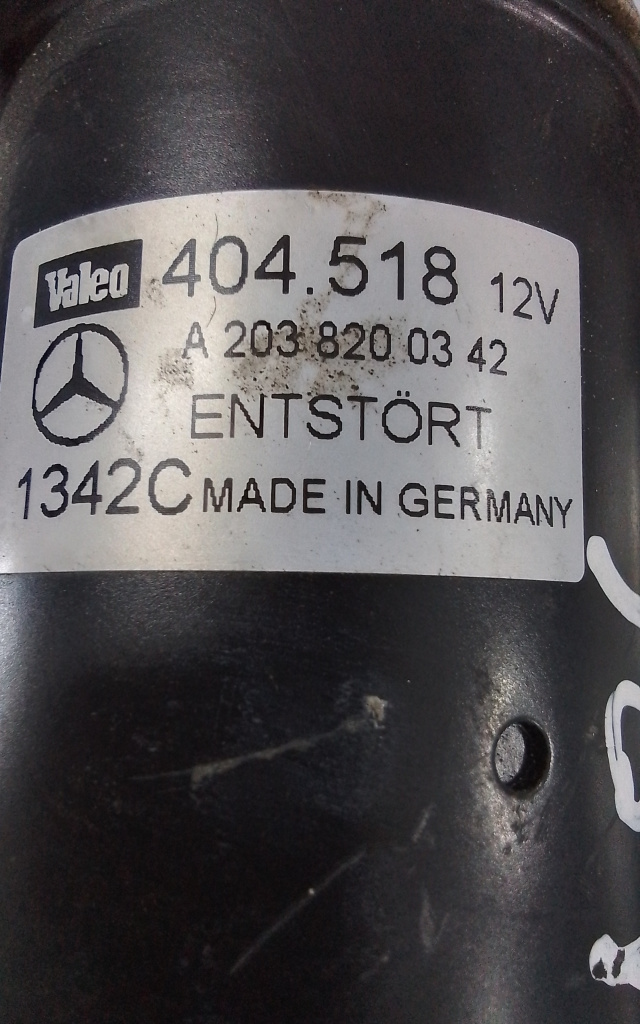 Valeo 404.518 12V
A 203 820 03 42
ENTSTÖRT
1342C MADE IN GERMANY